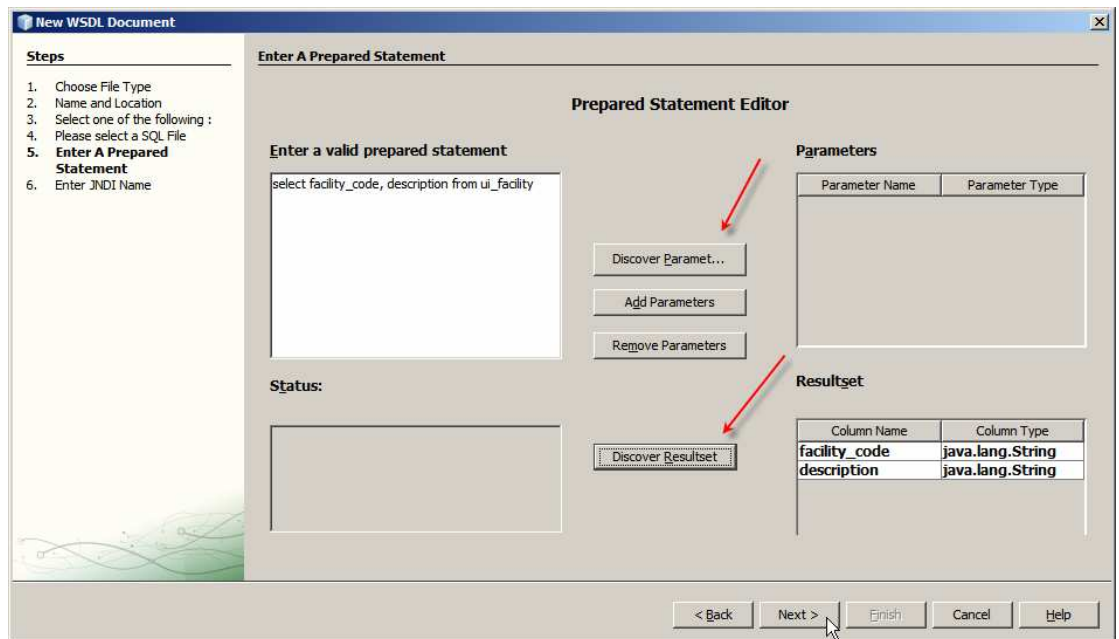 New WSDL Document
Steps
1. Choose File Type
2. Name and Location
3. Select one of the following :
4. Please select a SQL File
5. Enter A Prepared
Statement
6. Enter JNDI Name
Enter A Prepared Statement
Prepared Statement Editor
Enter a valid prepared statement
select facility_code, description from ui_facility
Discover Paramet...
Add Parameters
Remove Parameters
Parameters
Parameter Name Parameter Type
Status:
Discover Resultset
Resultset
Column Name Column Type
facility_code java.lang.String
description java.lang.String
< Back Next > Finish Cancel Help